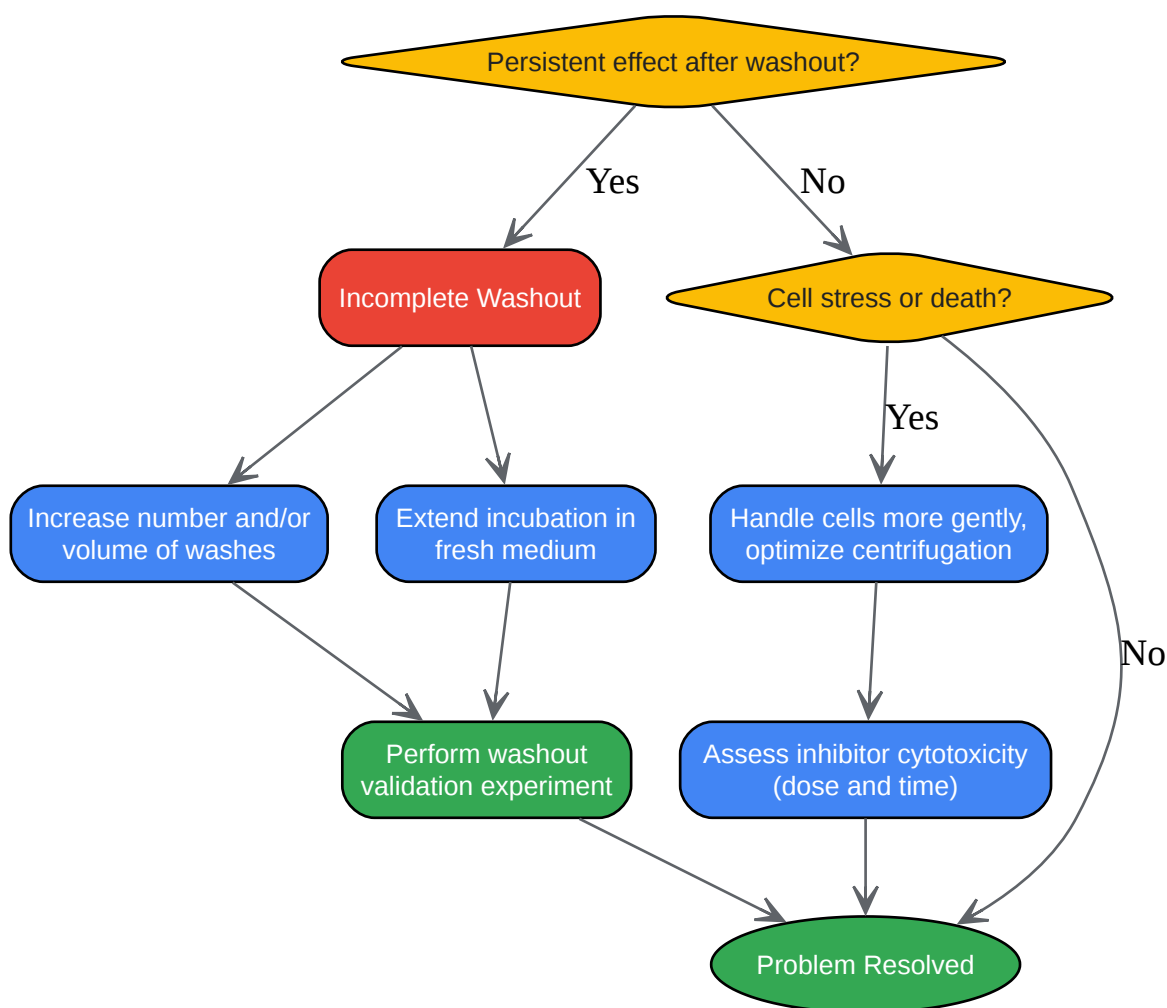 Persistent effect after washout?
Yes
No
Incomplete Washout
Cell stress or death?
Yes
Increase number and/or
volume of washes
Extend incubation in
fresh medium
Handle cells more gently,
optimize centrifugation
No
Perform washout
validation experiment
Assess inhibitor cytotoxicity
(dose and time)
Problem Resolved